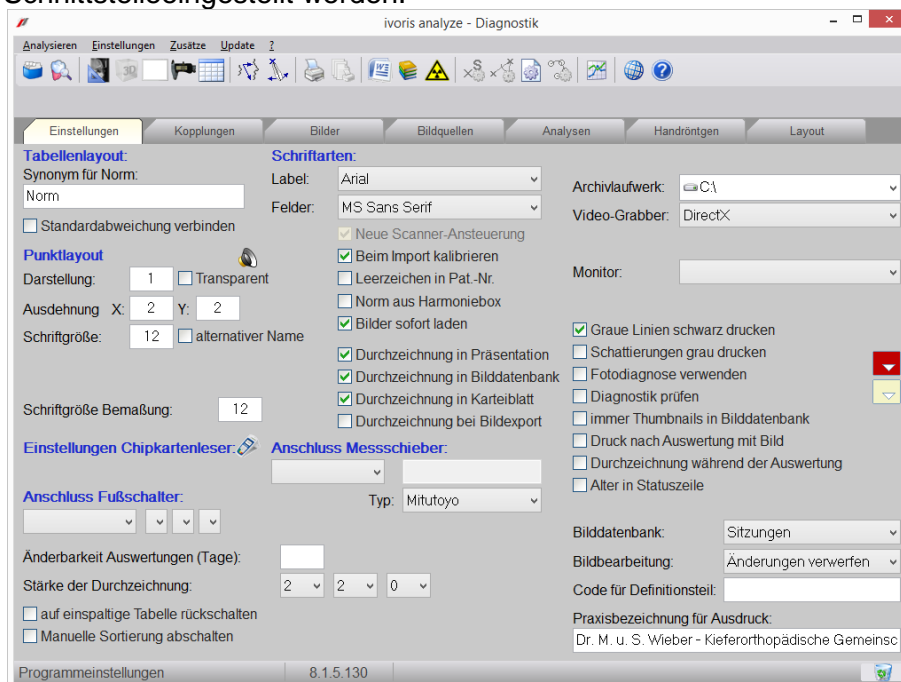 Schnittstelleeingestellt werden.
ivoris analyze - Diagnostik
Analysieren Einstellungen Zusätze Update ?
Einstellungen Kopplungen Bilder Bildquellen Analysen Handröntgen Layout
Tabellenlayout:
Synonym für Norm:
Norm
Standardabweichung verbinden
Punktlayout
Darstellung: 1 Transparent
Ausdehnung X: 2 Y: 2
Schriftgröße: 12 alternativer Name
Schriftgröße Bemaßung: 12
Einstellungen Chipkartenleser:
Anschluss Fußschalter:
Änderbarkeit Auswertungen (Tage):
Stärke der Durchzeichnung: 2 2 0
auf einspaltige Tabelle rückschalten
Manuelle Sortierung abschalten
Schriftarten:
Label: Arial
Felder: MS Sans Serif
Neue Scanner-Ansteuerung
Beim Import kalibrieren
Leerzeichen in Pat.-Nr.
Norm aus Harmoniebox
Bilder sofort laden
Durchzeichnung in Präsentation
Durchzeichnung in Bilddatenbank
Durchzeichnung in Karteiblatt
Durchzeichnung bei Bildexport
Anschluss Messschieber:
Typ: Mitutoyo
Archivlaufwerk: C:\
Video-Grabber: DirectX
Monitor:
Graue Linien schwarz drucken
Schattierungen grau drucken
Fotodiagnose verwenden
Diagnostik prüfen
immer Thumbnails in Bilddatenbank
Druck nach Auswertung mit Bild
Durchzeichnung während der Auswertung
Alter in Statuszeile
Bilddatenbank: Sitzungen
Bildbearbeitung: Änderungen verwerfen
Code für Definitionsteil:
Praxisbezeichnung für Ausdruck:
Dr. M. u. S. Wieber - Kieferorthopädische Gemeinsc
Programmeinstellungen 8.1.5.130